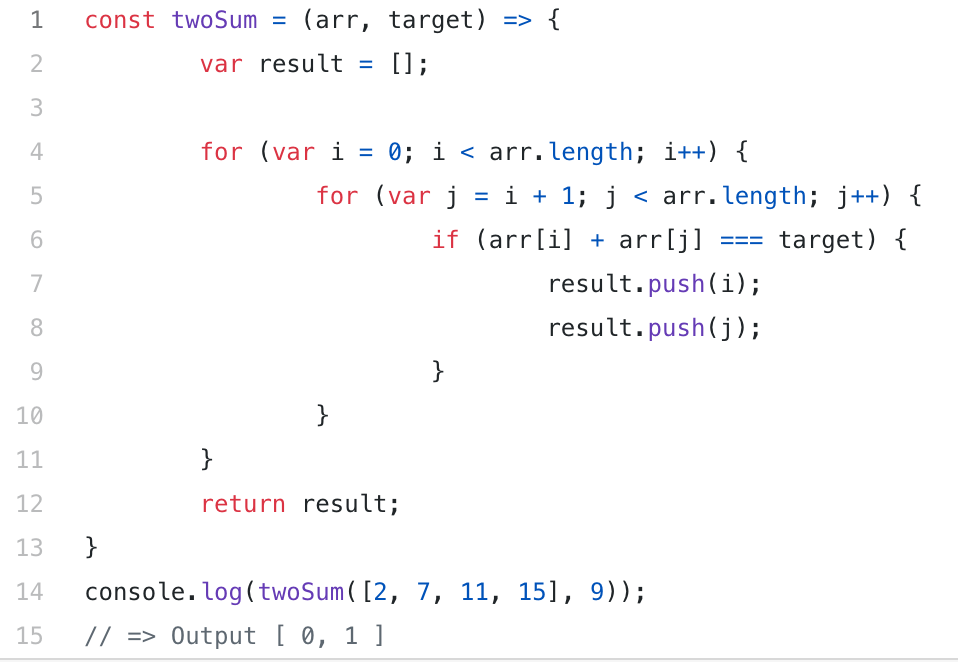 1 const twoSum = (arr, target) => {
2 var result = [];
3
4 for (var i = 0; i < arr.length; i++) {
5 for (var j = i + 1; j < arr.length; j++) {
6 if (arr[i] + arr[j] === target) {
7 result.push(i);
8 result.push(j);
9 }
10 }
11 }
12 return result;
13 }
14 console.log(twoSum([2, 7, 11, 15], 9));
15 // => Output [ 0, 1 ]